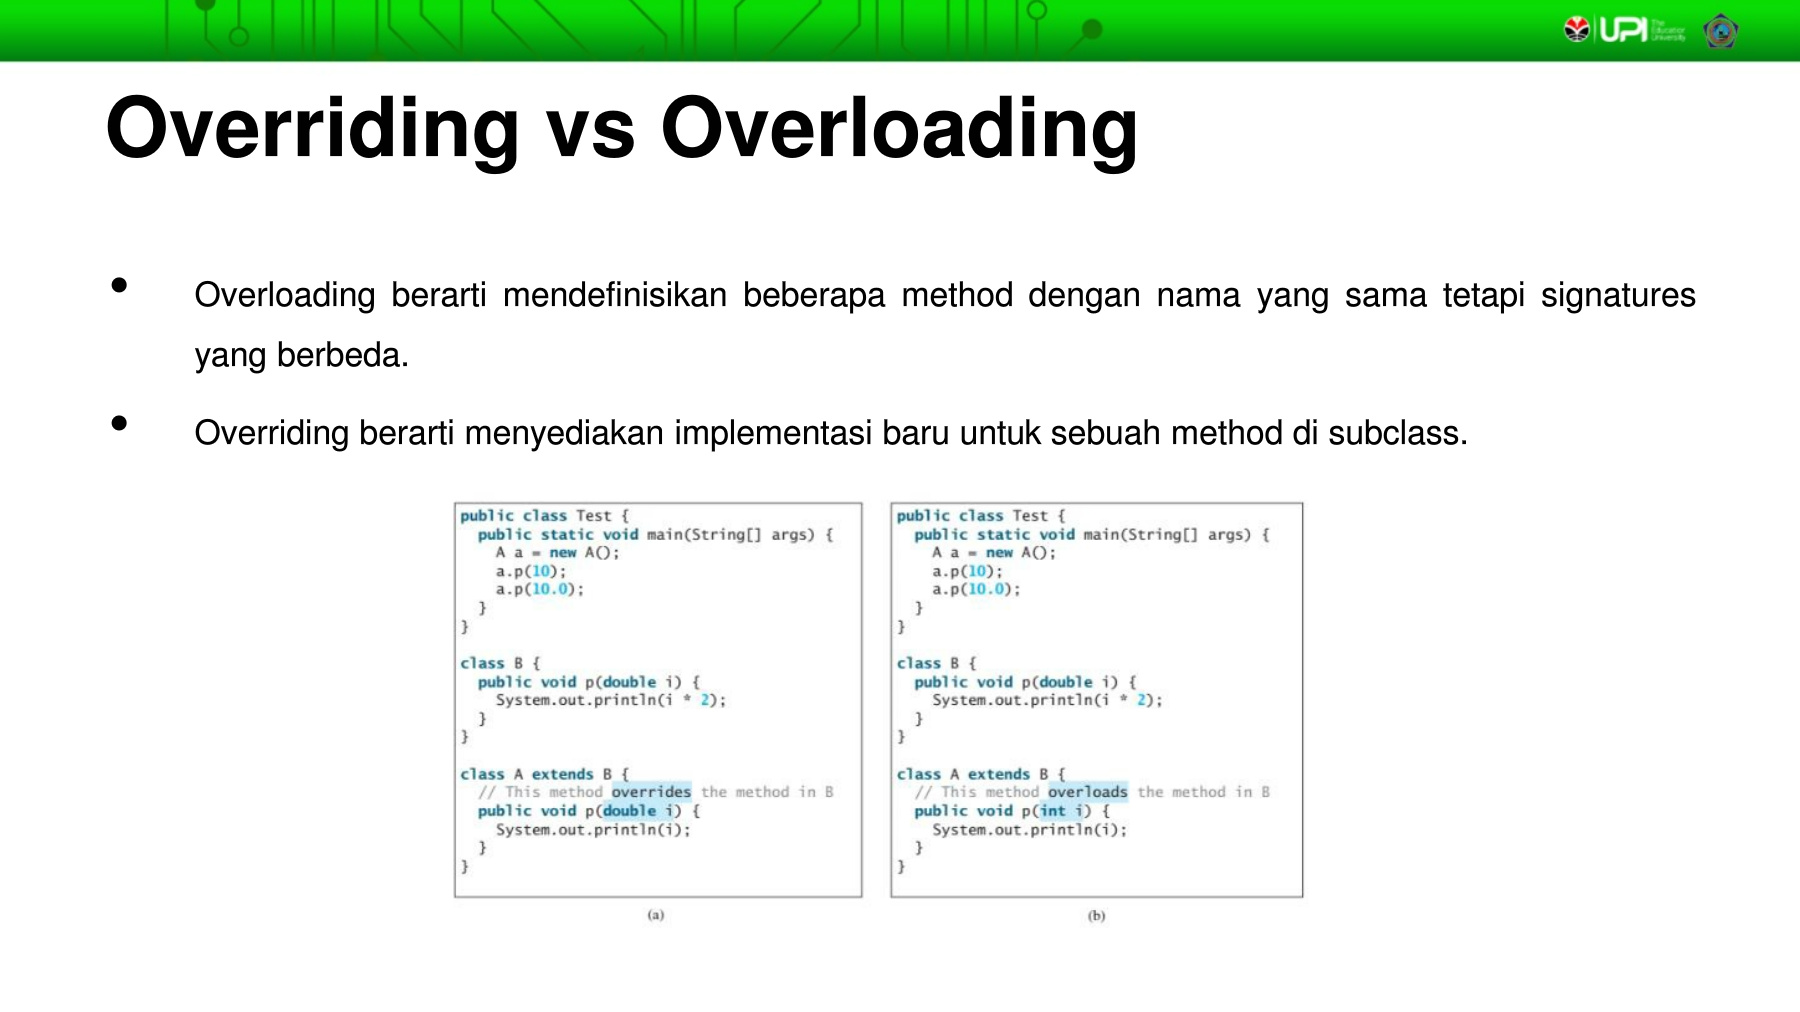 UPI
The
Education
University
Overriding vs Overloading
• Overloading berarti mendefinisikan beberapa method dengan nama yang sama tetapi signatures
yang berbeda.
• Overriding berarti menyediakan implementasi baru untuk sebuah method di subclass.
public class Test {
public static void main(String[] args) {
A a = new A();
a.p(10);
a.p(10.0);
}
}
class B {
public void p(double i) {
System.out.println(i * 2);
}
}
class A extends B {
// This method overrides the method in B
public void p(double i) {
System.out.println(i);
}
}
(a)
public class Test {
public static void main(String[] args) {
A a = new A();
a.p(10);
a.p(10.0);
}
}
class B {
public void p(double i) {
System.out.println(i * 2);
}
}
class A extends B {
// This method overloads the method in B
public void p(int i) {
System.out.println(i);
}
}
(b)